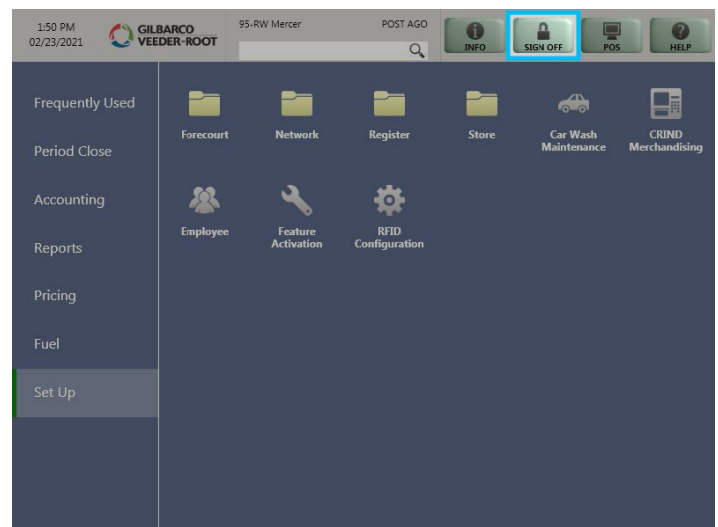 1:50 PM
02/23/2021
GILBARCO
VEEDER-ROOT
95-RW Mercer
POST AGO
INFO
SIGN OFF
POS
HELP
Frequently Used
Period Close
Accounting
Reports
Pricing
Fuel
Set Up
Forecourt
Network
Register
Store
Car Wash
Maintenance
CRIND
Merchandising
Employee
Feature
Activation
RFID
Configuration